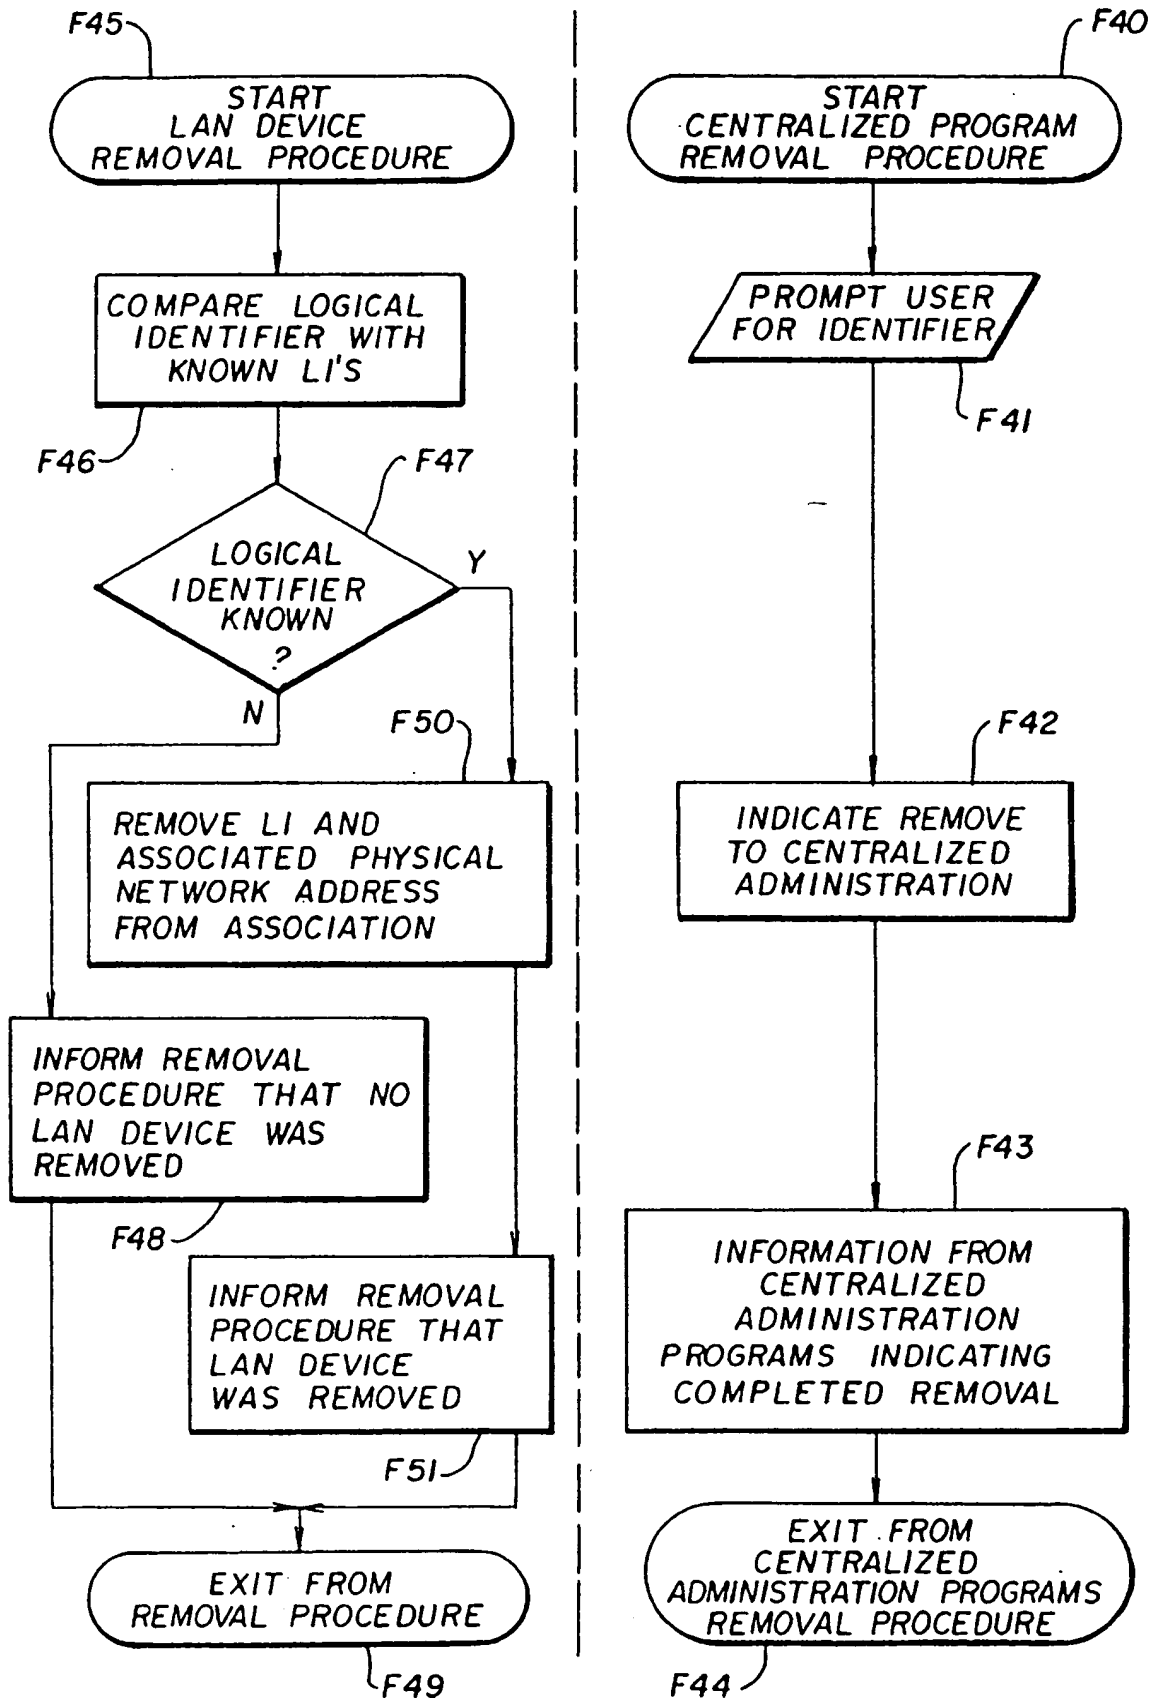 F45
START
LAN DEVICE
REMOVAL PROCEDURE
COMPARE LOGICAL
IDENTIFIER WITH
KNOWN LI'S
F46
F47
LOGICAL
IDENTIFIER
KNOWN
?
Y
N
F50
REMOVE LI AND
ASSOCIATED PHYSICAL
NETWORK ADDRESS
FROM ASSOCIATION
INFORM REMOVAL
PROCEDURE THAT NO
LAN DEVICE WAS
REMOVED
F48
INFORM REMOVAL
PROCEDURE THAT
LAN DEVICE
WAS REMOVED
F51
EXIT FROM
REMOVAL PROCEDURE
F49
F40
START
CENTRALIZED PROGRAM
REMOVAL PROCEDURE
PROMPT USER
FOR IDENTIFIER
F41
F42
INDICATE REMOVE
TO CENTRALIZED
ADMINISTRATION
F43
INFORMATION FROM
CENTRALIZED
ADMINISTRATION
PROGRAMS INDICATING
COMPLETED REMOVAL
EXIT FROM
CENTRALIZED
ADMINISTRATION PROGRAMS
REMOVAL PROCEDURE
F44